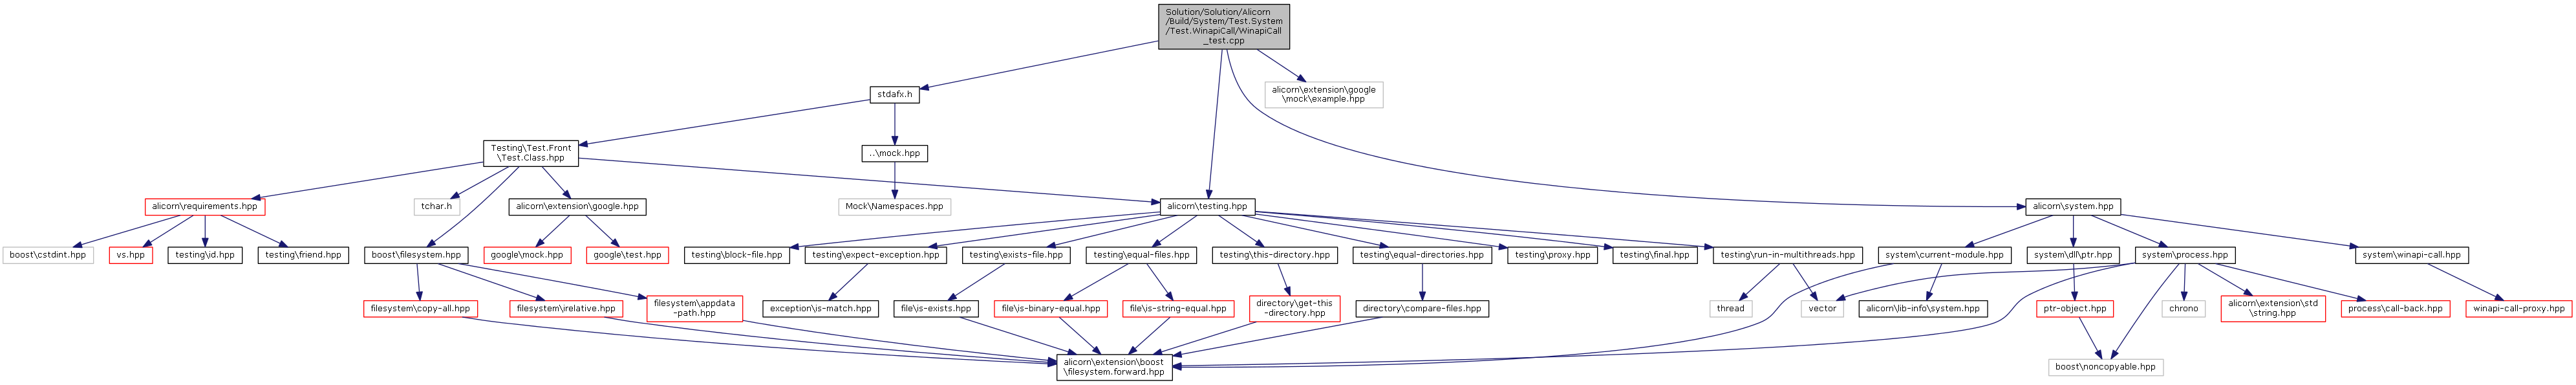 Solution/Solution/Alicorn
/Build/System/Test.System
/Test.WinapiCall/WinapiCall
_test.cpp
stdafx.h
alicorn\extension\google
\mock\example.hpp
Testing\Test.Front
\Test.Class.hpp
..\mock.hpp
alicorn\requirements.hpp
tchar.h
alicorn\extension\google.hpp
Mock\Namespaces.hpp
alicorn\testing.hpp
alicorn\system.hpp
boost\cstdint.hpp
vs.hpp
testing\id.hpp
testing\friend.hpp
boost\filesystem.hpp
google\mock.hpp
google\test.hpp
testing\block-file.hpp
testing\expect-exception.hpp
testing\exists-file.hpp
testing\equal-files.hpp
testing\this-directory.hpp
testing\equal-directories.hpp
testing\proxy.hpp
testing\final.hpp
testing\run-in-multithreads.hpp
system\current-module.hpp
system\dll\ptr.hpp
system\process.hpp
system\winapi-call.hpp
filesystem\copy-all.hpp
filesystem\irelative.hpp
filesystem\appdata
-path.hpp
exception\is-match.hpp
file\is-exists.hpp
file\is-binary-equal.hpp
file\is-string-equal.hpp
directory\get-this
-directory.hpp
directory\compare-files.hpp
thread
vector
alicorn\lib-info\system.hpp
ptr-object.hpp
chrono
alicorn\extension\std
\string.hpp
process\call-back.hpp
winapi-call-proxy.hpp
alicorn\extension\boost
\filesystem.forward.hpp
boost\noncopyable.hpp